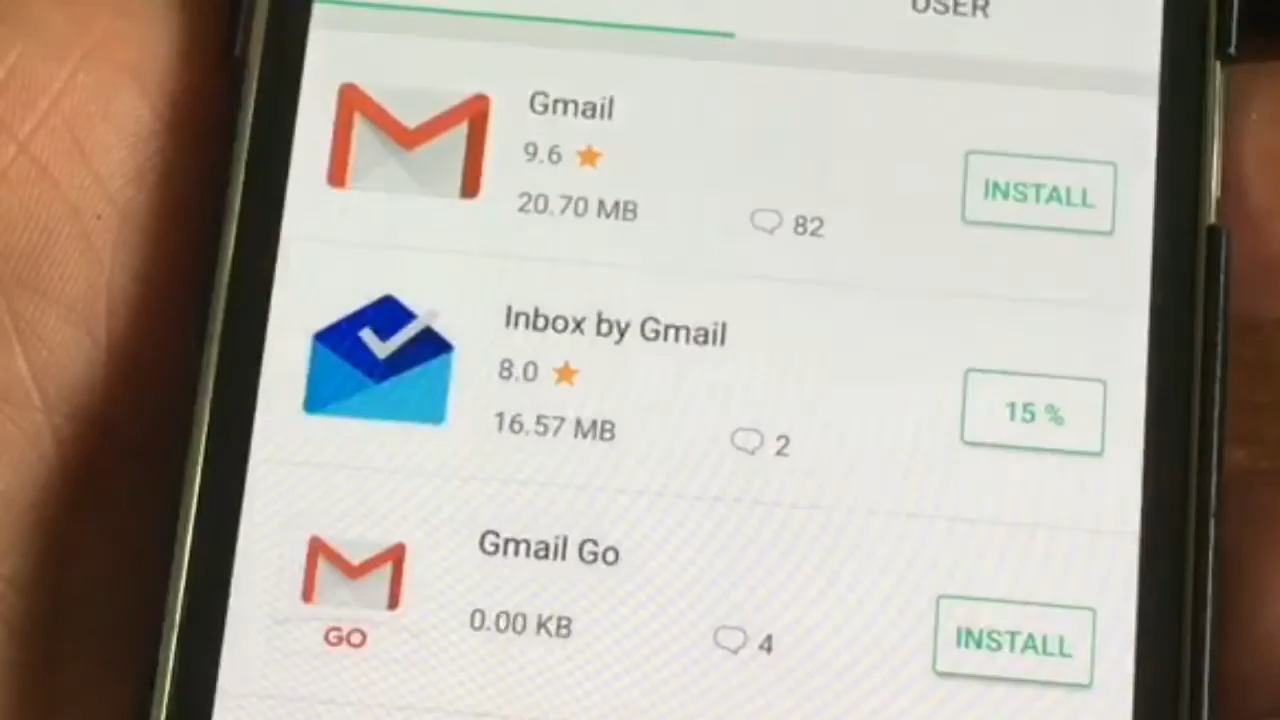 USER
Gmail
9.6
20.70 MB
82
INSTALL
Inbox by Gmail
8.0
16.57 MB
2
15 %
Gmail Go
0.00 KB
4
INSTALL
GO